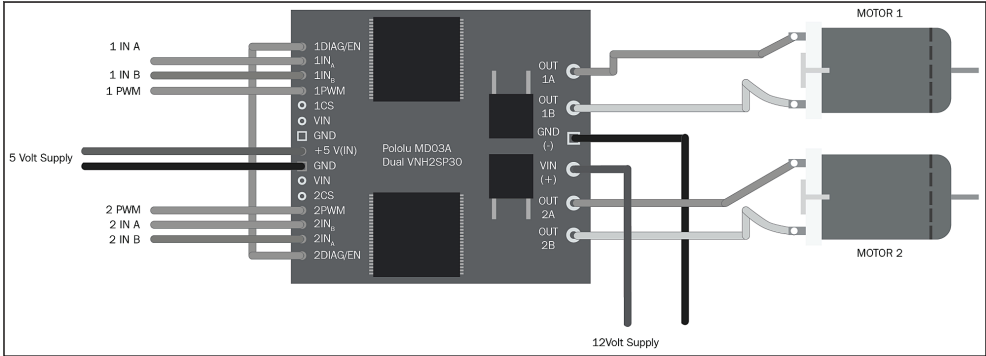 1 IN A
1 IN B
1 PWM
5 Volt Supply
2 PWM
2 IN A
2 IN B
1DIAG/EN
1INA
1INB
1PWM
1CS
VIN
GND
+5 V(IN)
GND
VIN
2CS
2PWM
2INB
2INA
2DIAG/EN
Pololu MD03A
Dual VNH2SP30
OUT
1A
OUT
1B
GND
(-)
VIN
(+)
OUT
2A
OUT
2B
MOTOR 1
MOTOR 2
12Volt Supply